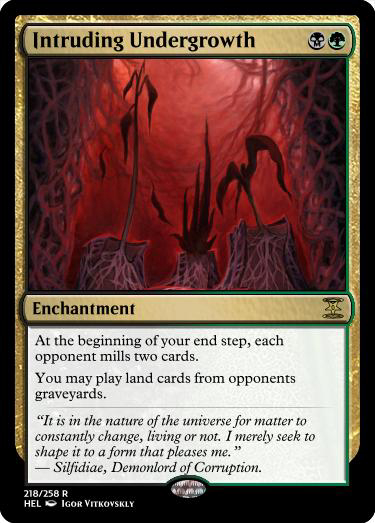 Intruding Undergrowth
Enchantment
At the beginning of your end step, each
opponent mills two cards.
You may play land cards from opponents
graveyards.
“It is in the nature of the universe for matter to
constantly change, living or not. I merely seek to
shape it to a form that pleases me.”
— Silfidiae, Demonlord of Corruption.
218/258 R
HEL Igor Vitkovskly